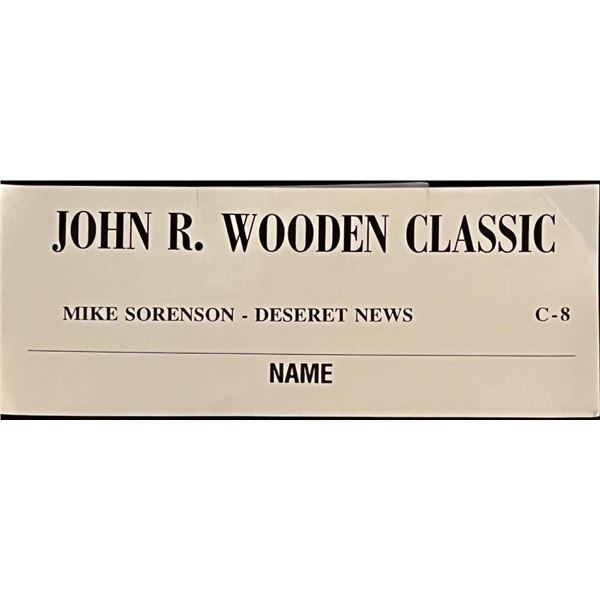 JOHN R. WOODEN CLASSIC
MIKE SORENSON - DESERET NEWS C-8
NAME